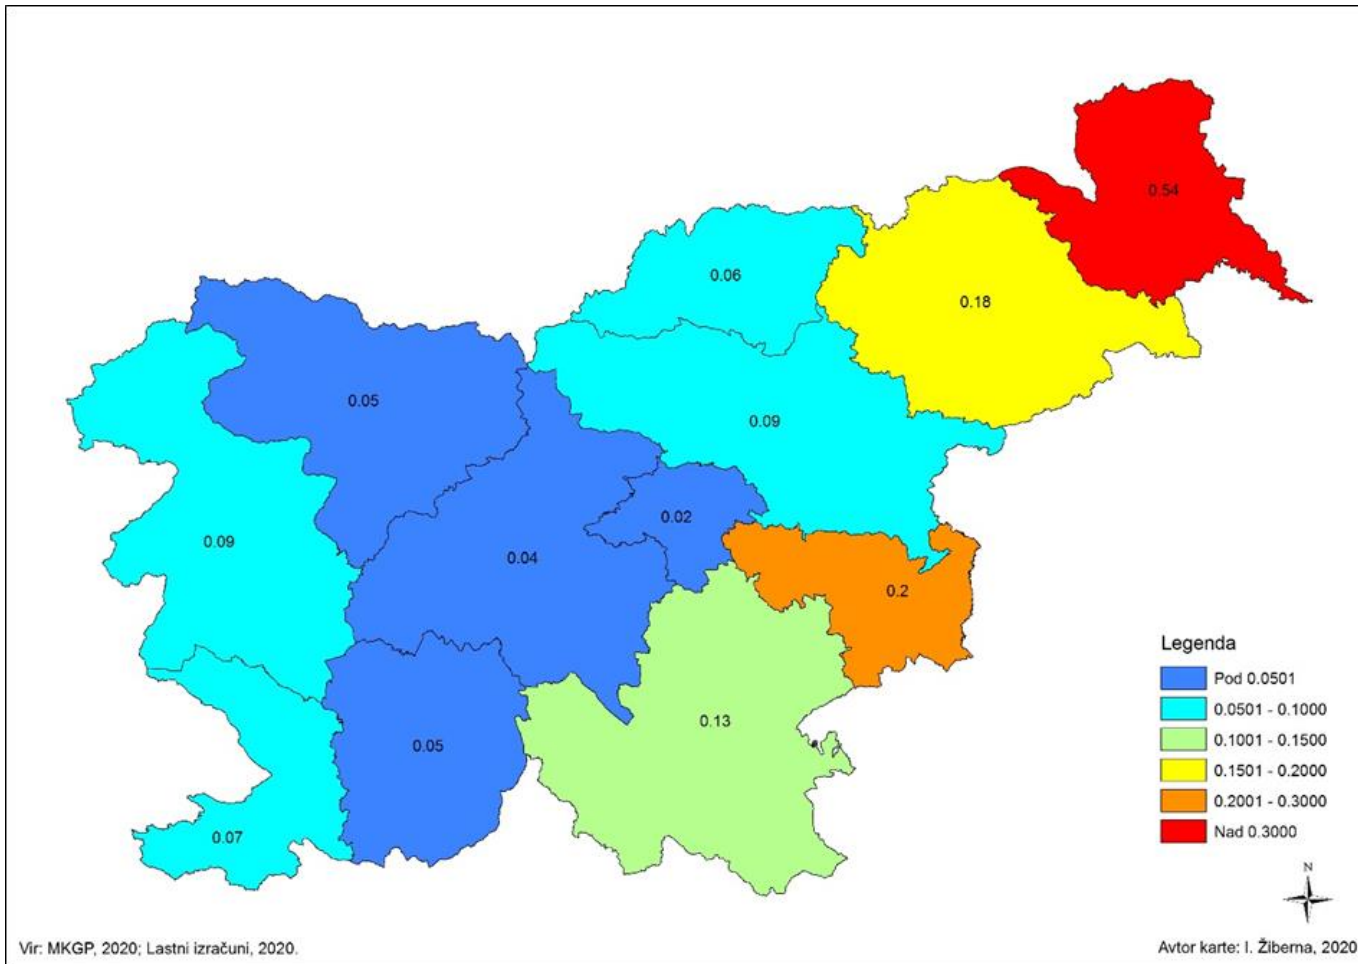 0.54
0.06
0.18
0.05
0.09
0.02
0.09
0.04
0.2
0.13
0.05
0.07
Legenda
Pod 0.0501
0.0501 - 0.1000
0.1001 - 0.1500
0.1501 - 0.2000
0.2001 - 0.3000
Nad 0.3000
N
Vir: MKGP, 2020; Lastni izračuni, 2020.
Avtor karte: I. Žiberna, 2020